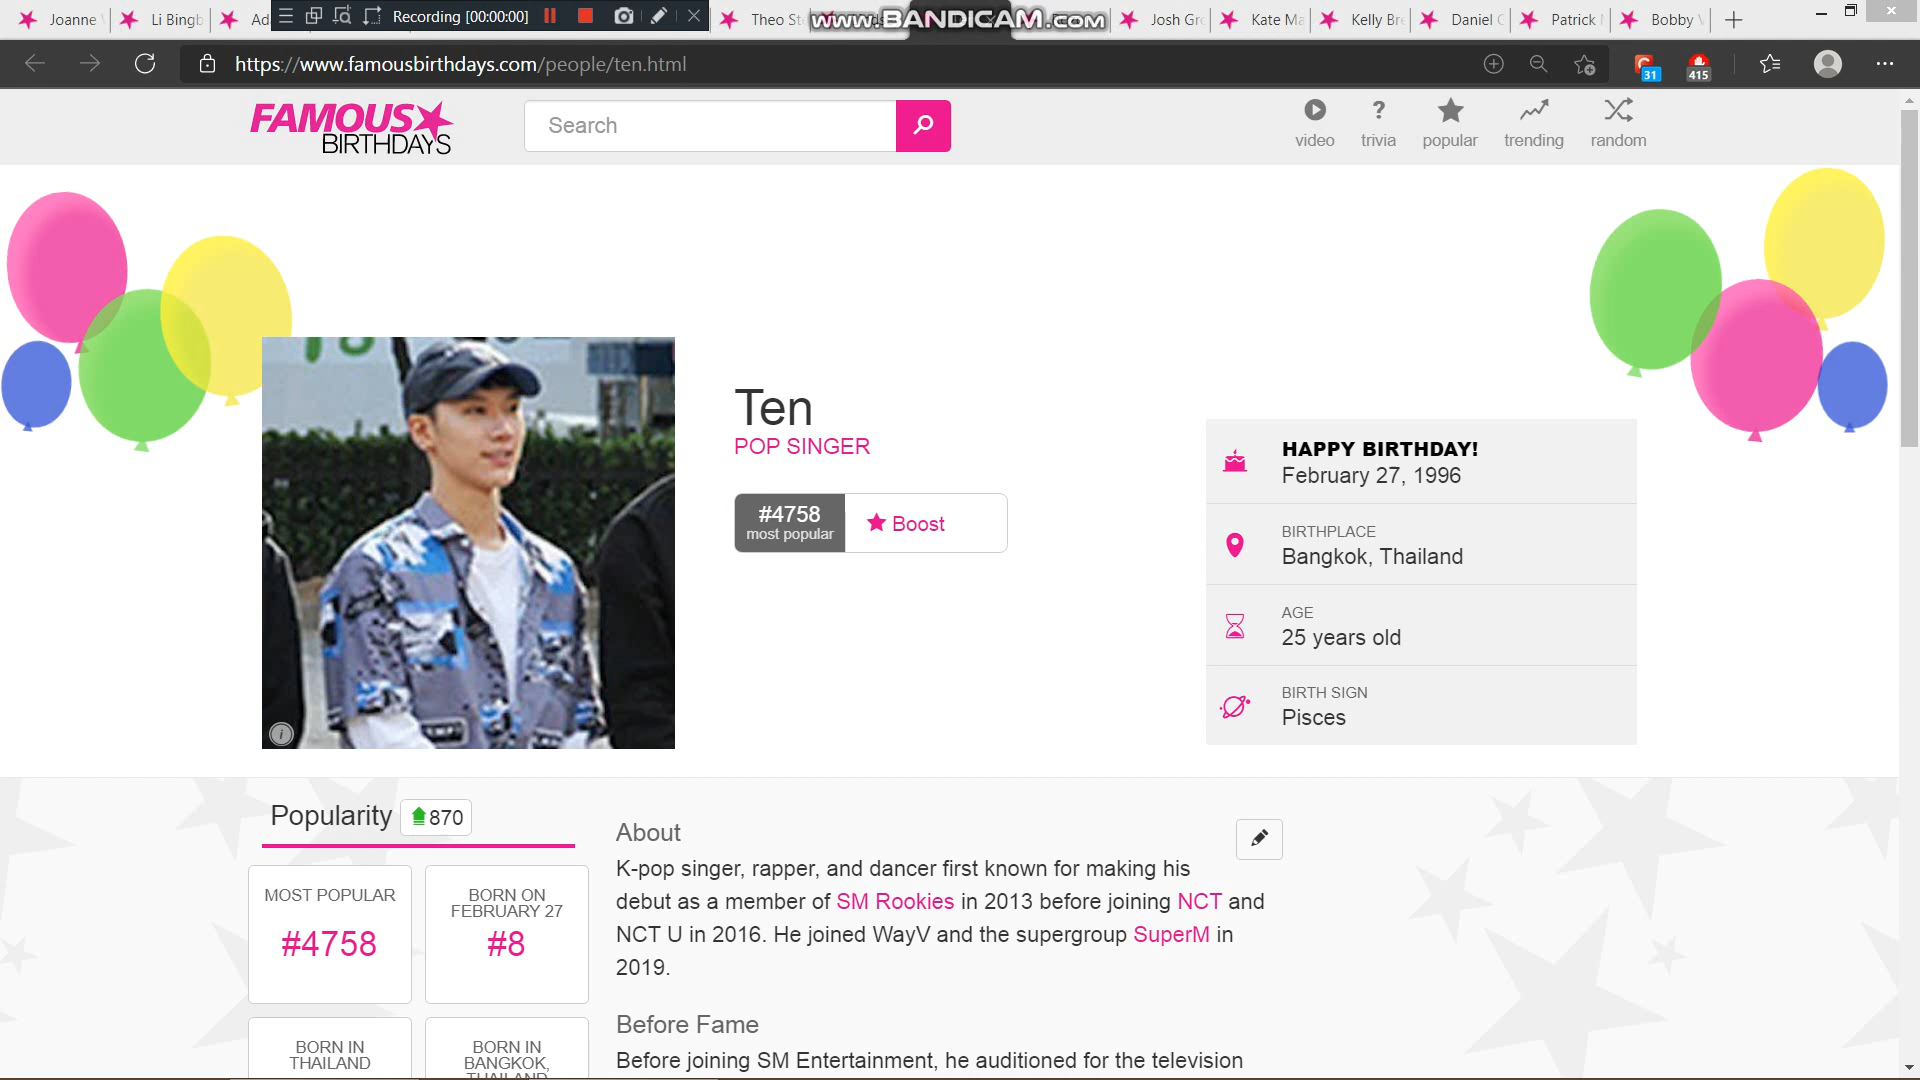 Joanne
Li Bingb
Ad
Recording [00:00:00]
Theo St
www.BANDICAM.com
Josh Gr
Kate Ma
Kelly Br
Daniel
Patrick
Bobby
https://www.famousbirthdays.com/people/ten.html
31
415
FAMOUS
BIRTHDAYS
Search
video
?
trivia
popular
trending
random
Ten
POP SINGER
#4758
most popular
Boost
HAPPY BIRTHDAY!
February 27, 1996
BIRTHPLACE
Bangkok, Thailand
AGE
25 years old
BIRTH SIGN
Pisces
i
Popularity
870
MOST POPULAR
#4758
BORN ON
FEBRUARY 27
#8
BORN IN
THAILAND
BORN IN
BANGKOK,
THAILAND
About
K-pop singer, rapper, and dancer first known for making his
debut as a member of SM Rookies in 2013 before joining NCT and
NCT U in 2016. He joined WayV and the supergroup SuperM in
2019.
Before Fame
Before joining SM Entertainment, he auditioned for the television